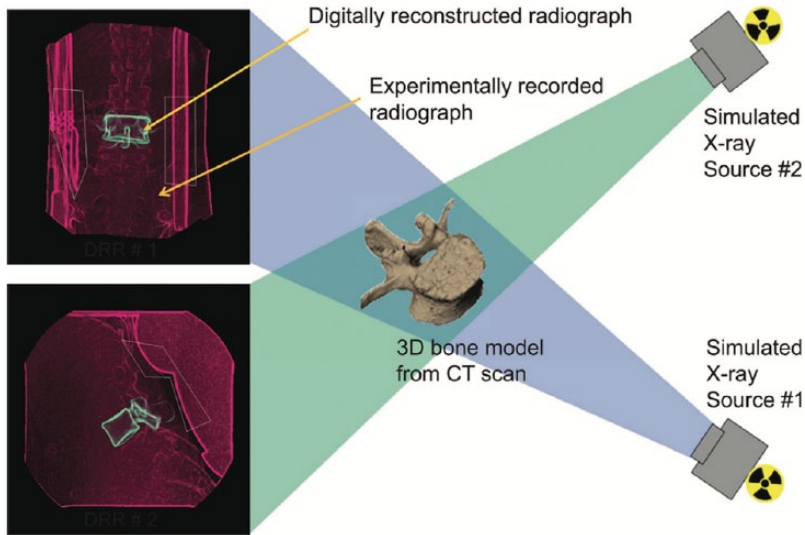 Digitally reconstructed radiograph
Experimentally recorded
radiograph
Simulated
X-ray
Source #2
DRR # 1
3D bone model
from CT scan
Simulated
X-ray
Source #1
DRR # 2